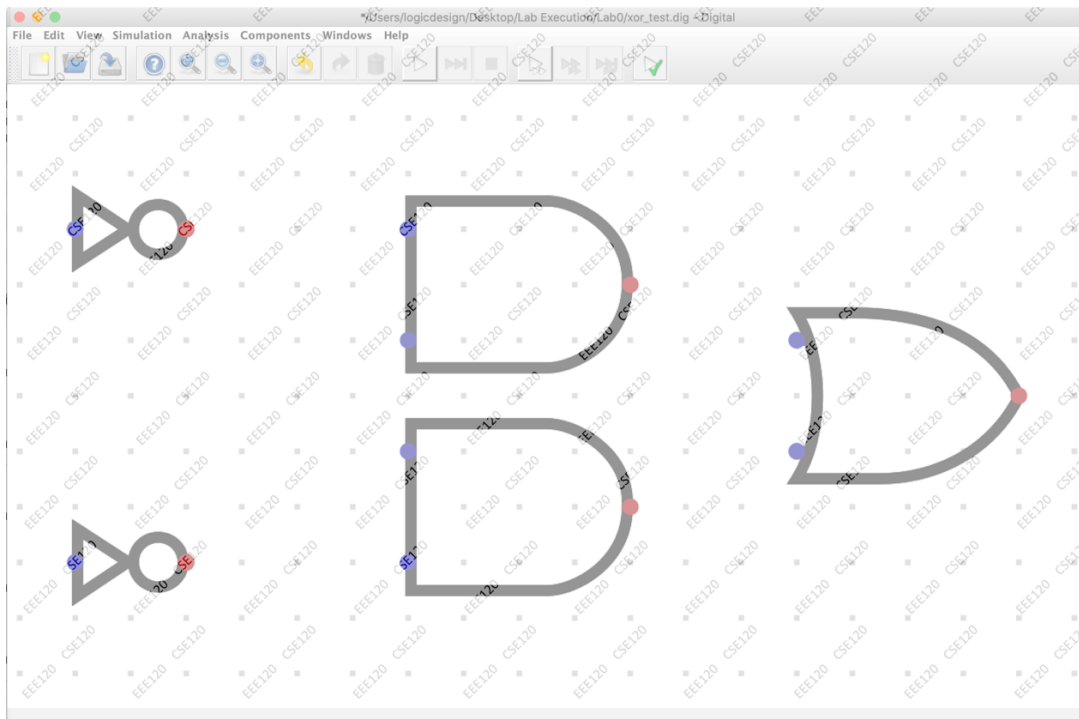 */Users/logicdesign/Desktop/Lab Execution/Lab0/xor_test.dig - Digital
File Edit View Simulation Analysis Components Windows Help
EEE120 CSE120